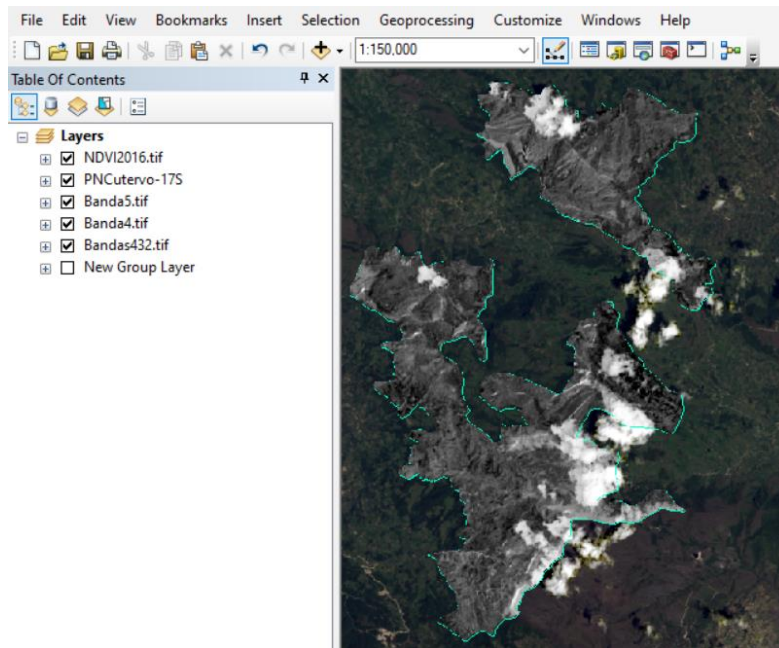 File Edit View Bookmarks Insert Selection Geoprocessing Customize Windows Help
1:150,000
Table Of Contents
Layers
NDVI2016.tif
PNCutervo-17S
Banda5.tif
Banda4.tif
Bandas432.tif
New Group Layer